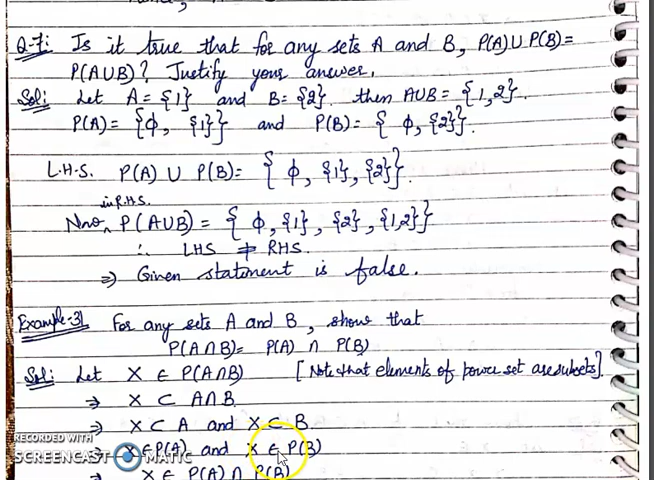 Q-7: Is it true that for any sets A and B, P(A)∪P(B)=
P(A∪B)? Justify your answer.
Sol: Let A = {1} and B = {2}. then A∪B = {1,2}.
P(A) = {ϕ, {1}} and P(B) = { ϕ, {2}}.
L.H.S. P(A) ∪ P(B) = { ϕ, {1}, {2}}.
in R.H.S.
Now, P(A∪B) = { ϕ, {1}, {2}, {1,2}}
∴ LHS ≠ RHS.
⇒ Given statement is false.
Example-31 For any sets A and B, show that
P(A∩B) = P(A) ∩ P(B)
Sol: Let X ∈ P(A∩B) [Note that elements of power set are subsets].
⇒ X ⊂ A∩B.
⇒ X ⊂ A and X ⊂ B.
⇒ X ∈ P(A) and X ∈ P(B)
⇒ X ∈ P(A) ∩ P(B)
RECORDED WITH
SCREENCAST MATIC